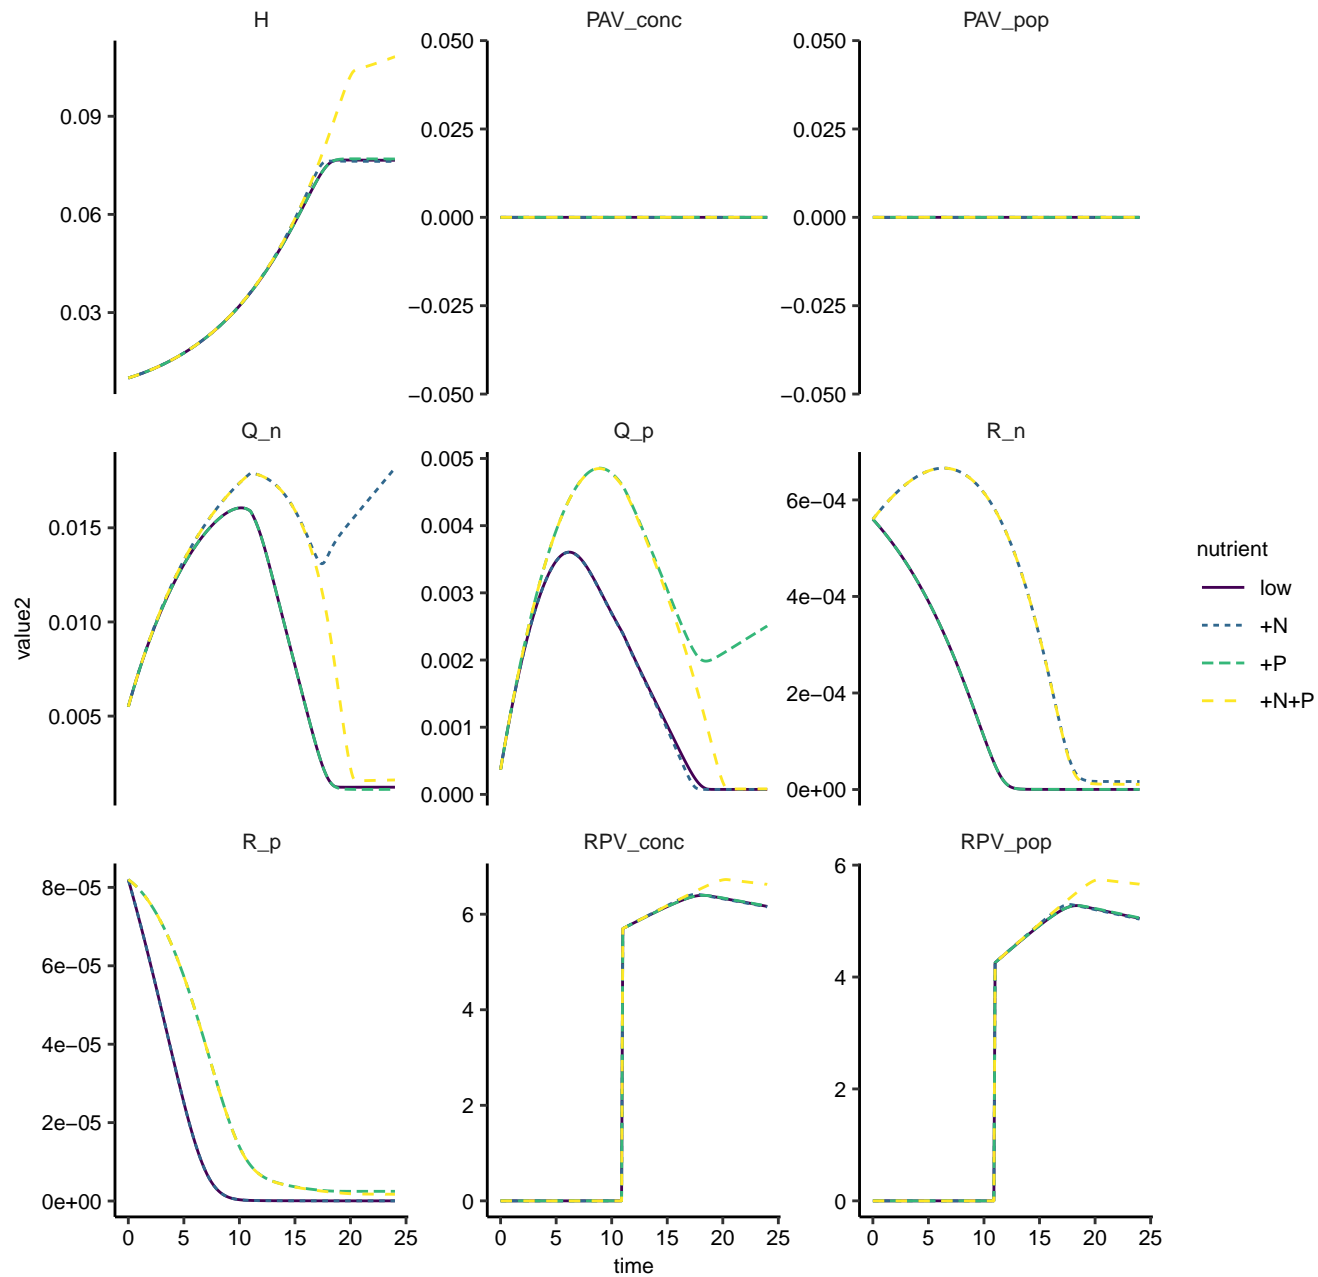 H
PAV_conc
PAV_pop
0.09
0.06
0.03
0.050
0.025
0.000
−0.025
−0.050
0.050
0.025
0.000
−0.025
−0.050
Q_n
Q_p
R_n
0.015
0.010
0.005
0.005
0.004
0.003
0.002
0.001
0.000
6e−04
4e−04
2e−04
0e+00
R_p
RPV_conc
RPV_pop
8e−05
6e−05
4e−05
2e−05
0e+00
6
4
2
0
6
4
2
0
0 5 10 15 20 25
0 5 10 15 20 25
0 5 10 15 20 25
time
value2
nutrient
low
+N
+P
+N+P